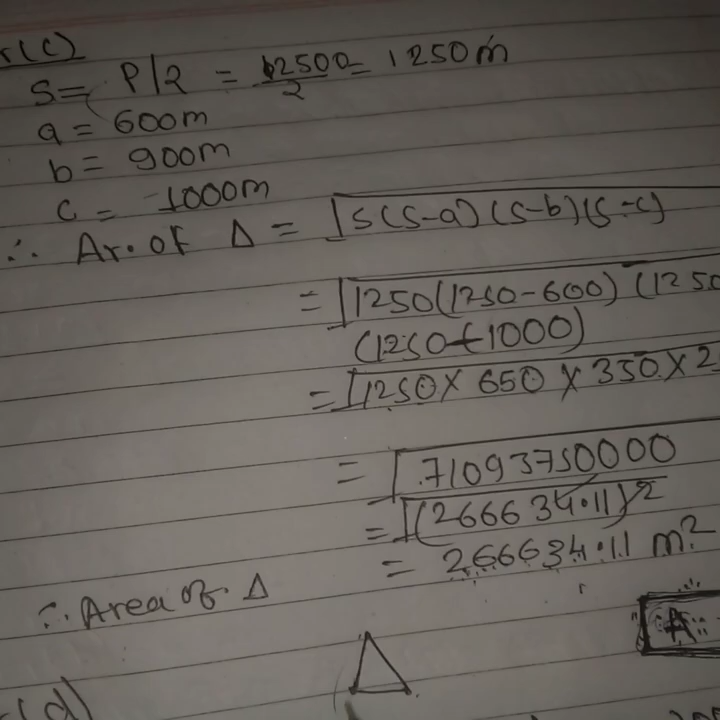 r(c)
S = P/2 = 2500/2 = 1250m
a = 600m
b = 900m
c = 1000m
∴ Ar. of Δ = √s(s-a)(s-b)(s-c)
= √1250(1250-600)(1250
(1250-1000)
= √1250 × 650 × 350 × 2
= √71093750000
= √(266634.11)2
= 266634.11 m²
∴ Area of Δ
A
r(d)